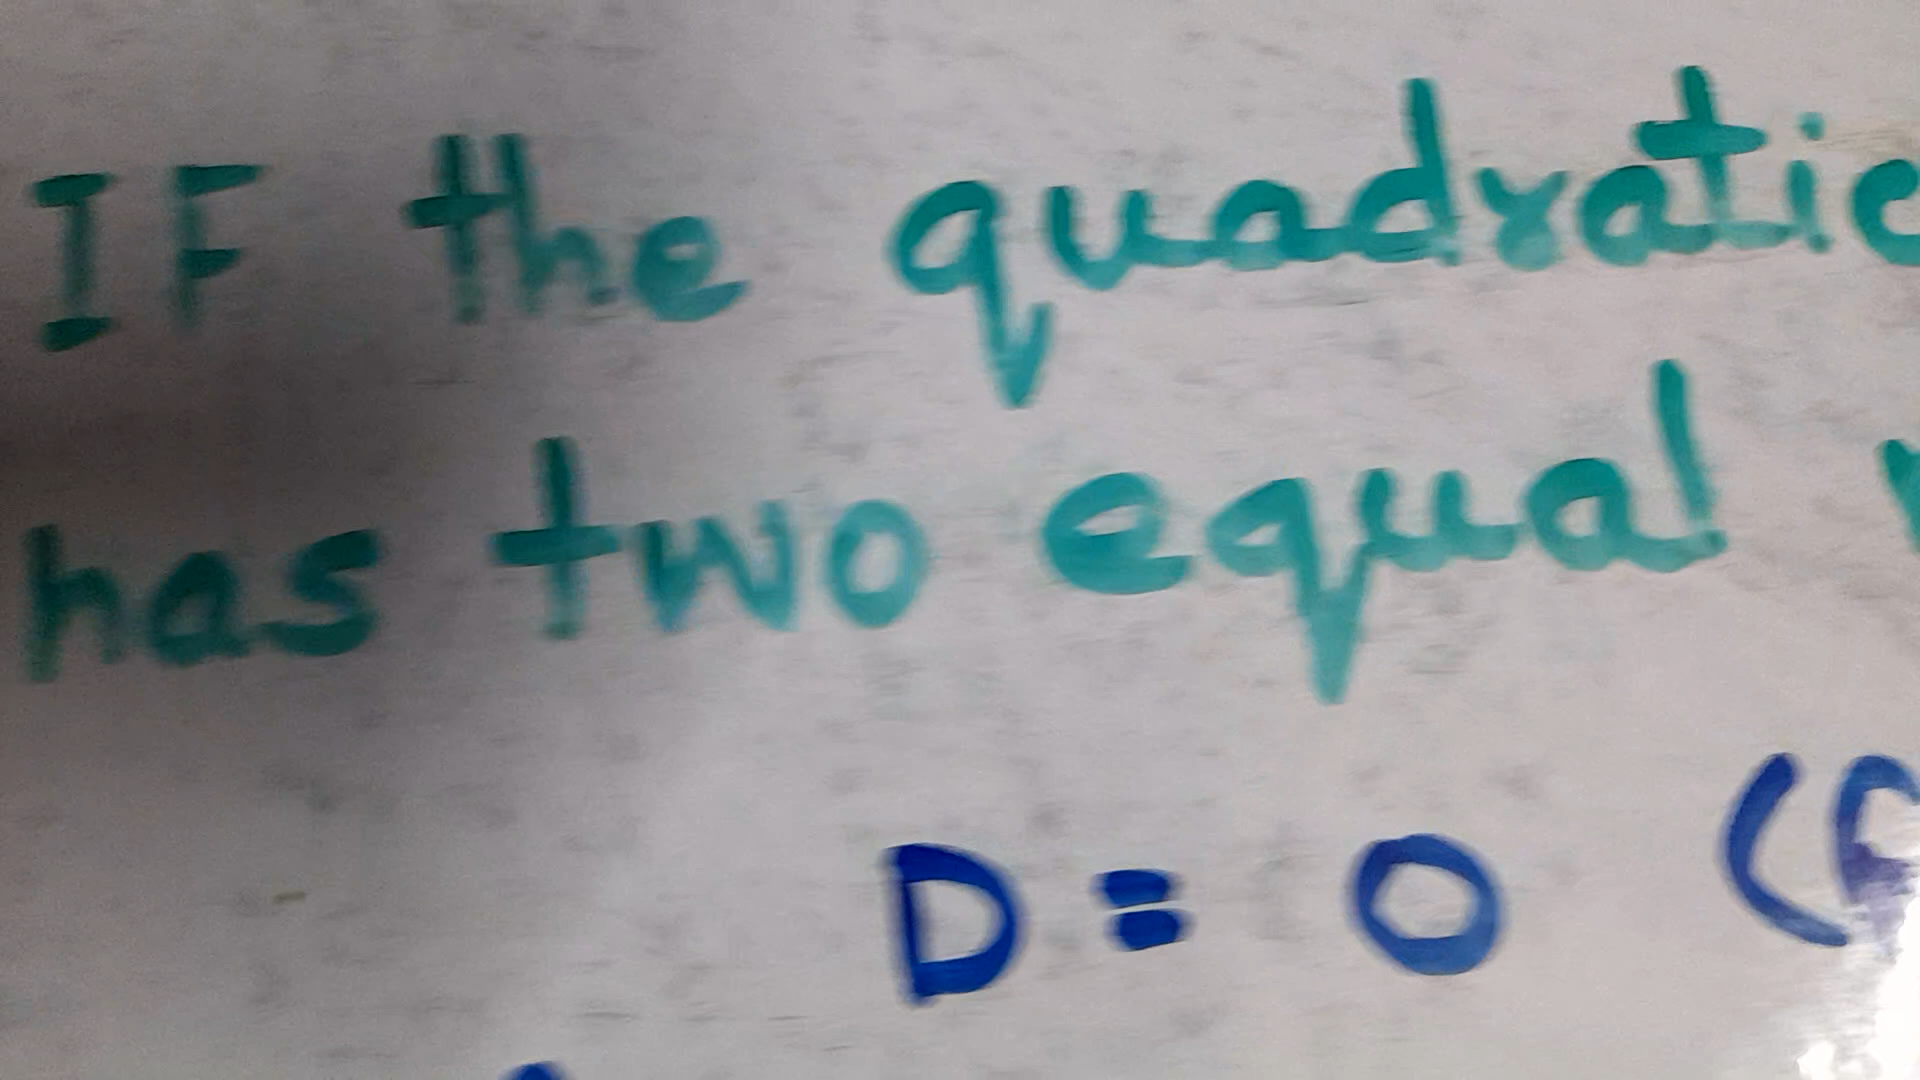 IF the quadratic
has two equal
D = 0 (